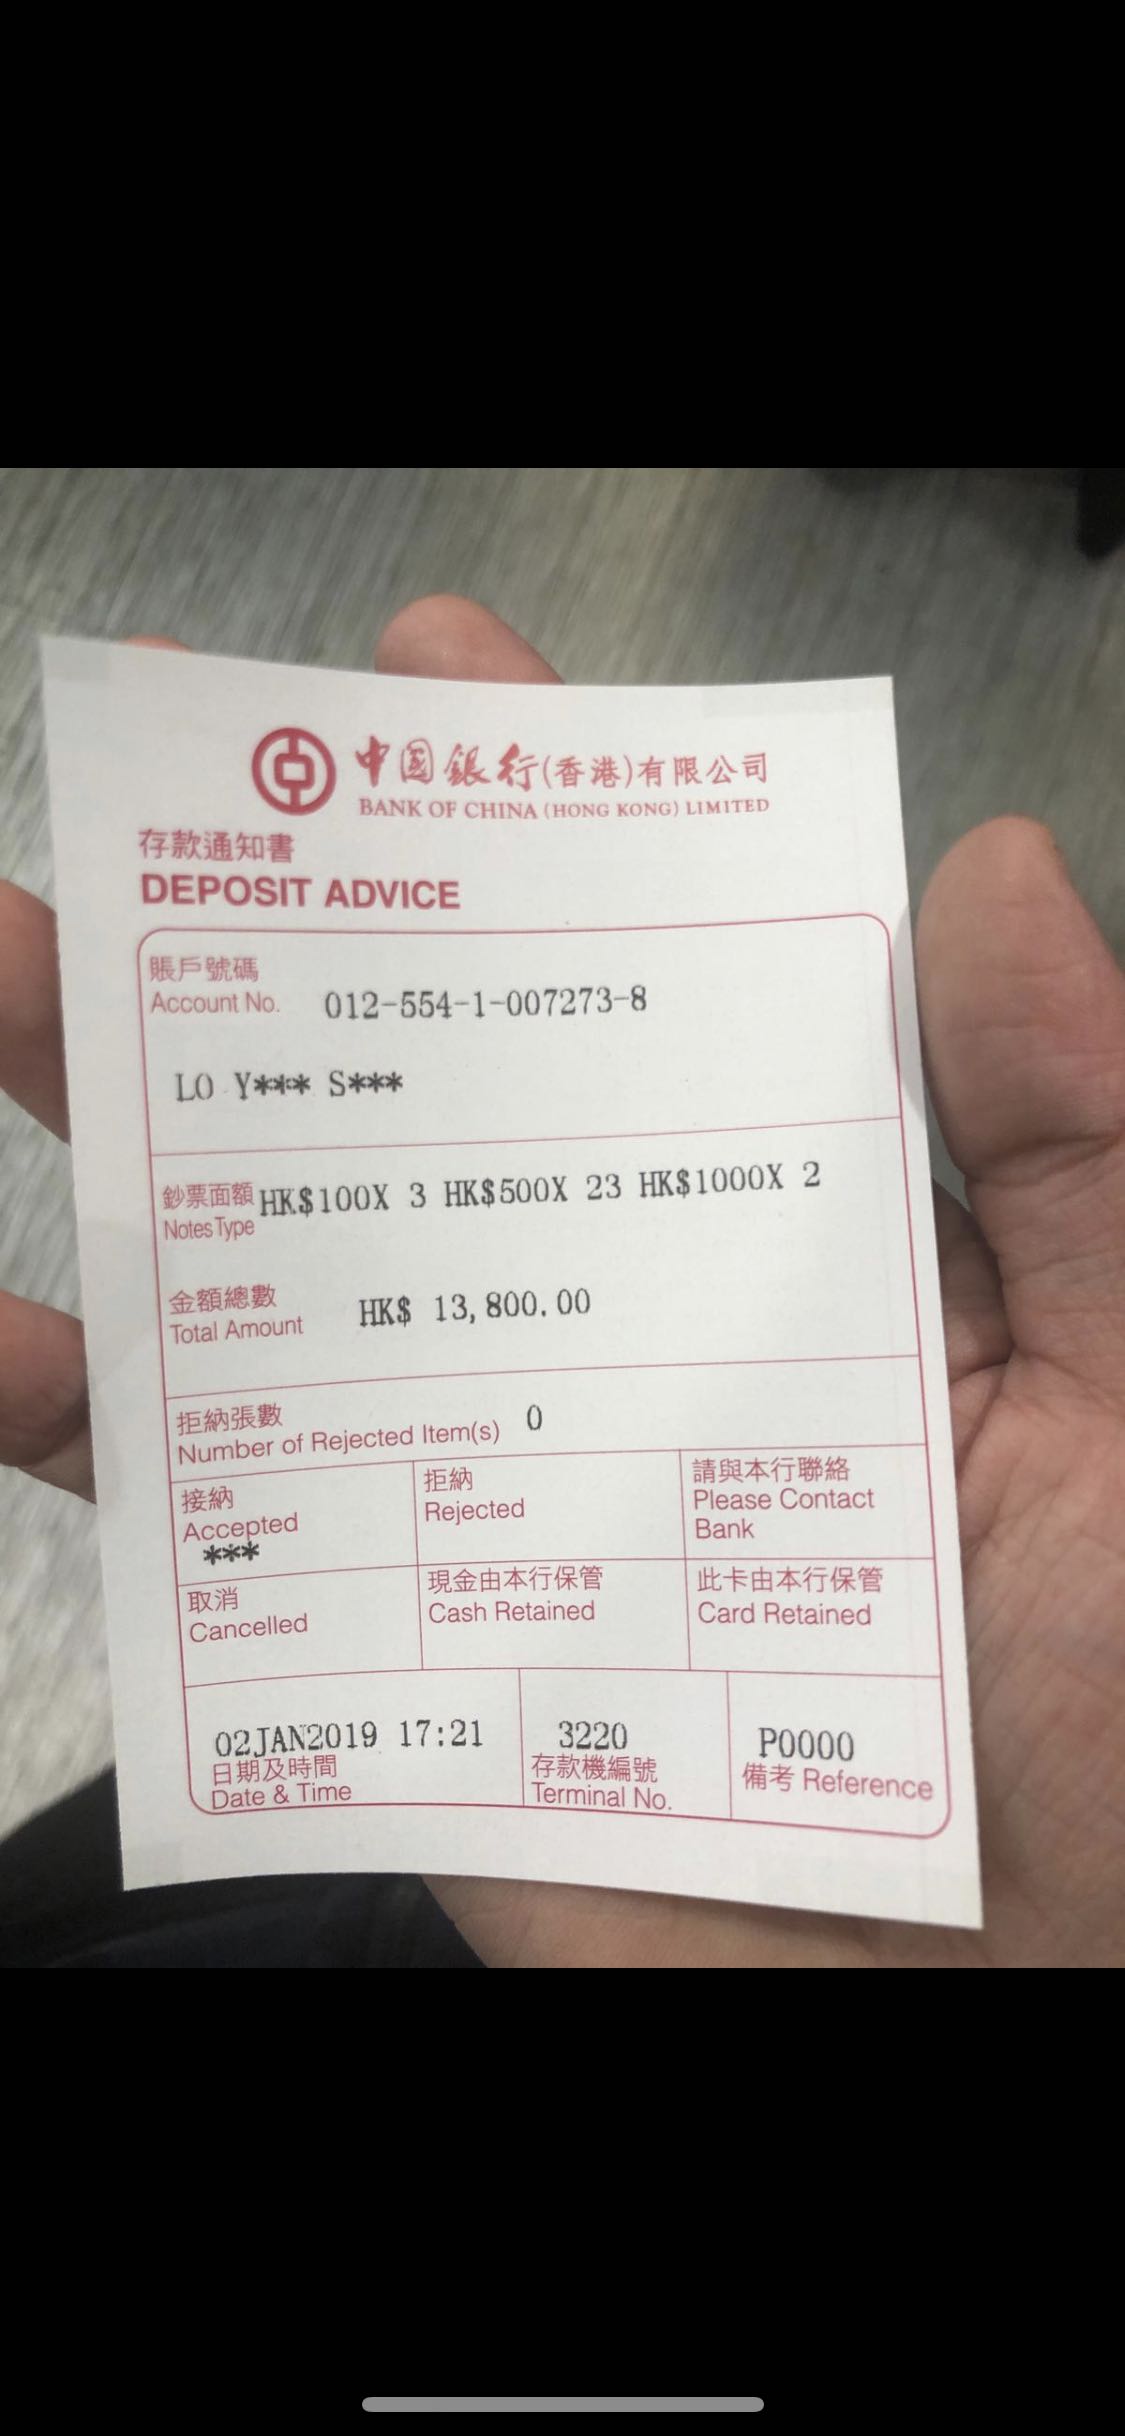 中國銀行(香港)有限公司
BANK OF CHINA (HONG KONG) LIMITED
存款通知書
DEPOSIT ADVICE
賬戶號碼
Account No. 012-554-1-007273-8
LO Y*** S***
鈔票面額 HK$100X 3 HK$500X 23 HK$1000X 2
Notes Type
金額總數
Total Amount HK$ 13,800.00
拒納張數
Number of Rejected Item(s) 0
接納
Accepted
***
拒納
Rejected
請與本行聯絡
Please Contact
Bank
取消
Cancelled
現金由本行保管
Cash Retained
此卡由本行保管
Card Retained
02JAN2019 17:21
日期及時間
Date & Time
3220
存款機編號
Terminal No.
P0000
備考 Reference